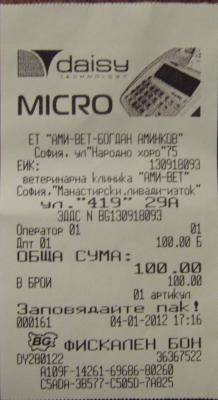 daisy
TECHNOLOGY
MICRO
ЕТ "АМИ-ВЕТ-БОГДАН АМИНКОВ"
София, ул"Народно хоро"75
ЕИК: 130918093
ветеринарна клиника "АМИ-ВЕТ"
София,"Манастирски ливади-изток"
ул."419" 29А
ЗДДС N BG130918093
Оператор 01 01
Дпт 01 100.00 Б
ОБЩА СУМА:
100.00
В БРОИ 100.00
01 артикул
Заповядайте пак!
000161 04-01-2012 17:16
BG ФИСКАЛЕН БОН
DY280122 36367522
A109F-14261-69686-80260
C5ADA-3B577-C505D-7AB25